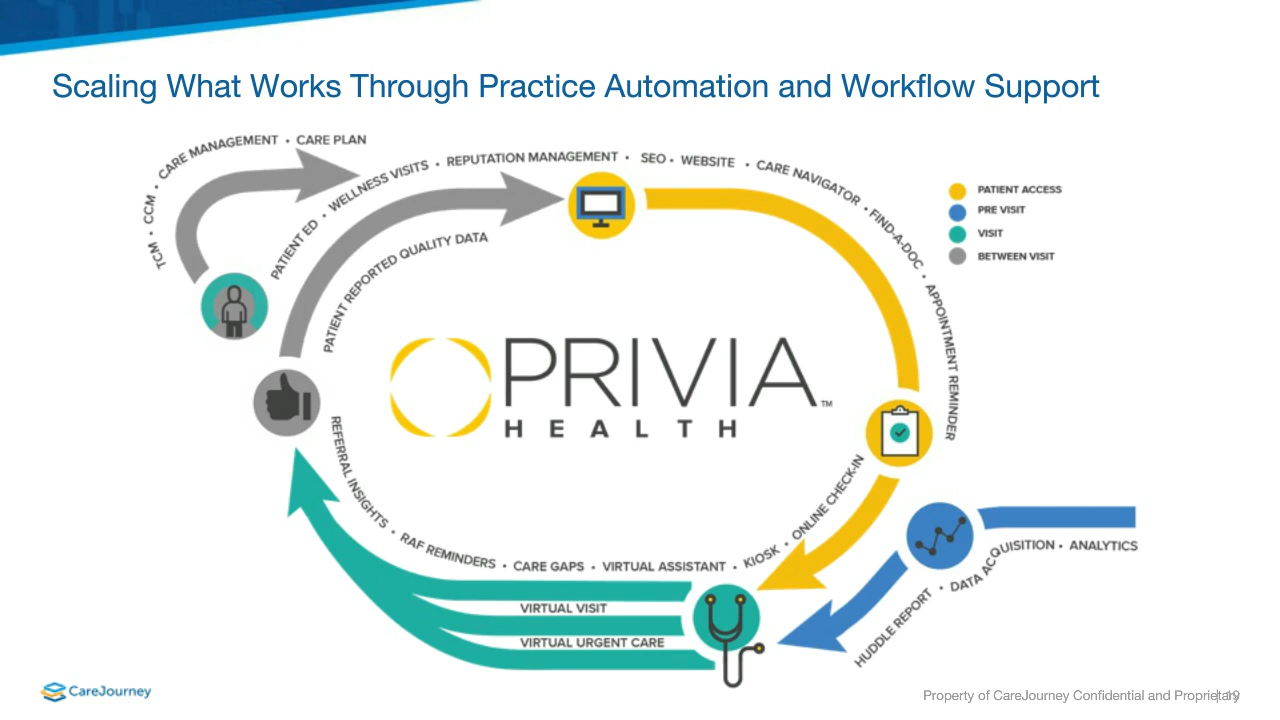 Scaling What Works Through Practice Automation and Workflow Support
TCM • CCM • CARE MANAGEMENT • CARE PLAN
PATIENT ED • WELLNESS VISITS • REPUTATION MANAGEMENT • SEO • WEBSITE • CARE NAVIGATOR • FIND-A-DOC • APPOINTMENT REMINDER
PATIENT REPORTED QUALITY DATA
PATIENT ACCESS
PRE VISIT
VISIT
BETWEEN VISIT
PRIVIA™
HEALTH
REFERRAL INSIGHTS • RAF REMINDERS • CARE GAPS • VIRTUAL ASSISTANT • KIOSK • ONLINE CHECK-IN
HUDDLE REPORT • DATA ACQUISITION • ANALYTICS
VIRTUAL VISIT
VIRTUAL URGENT CARE
CareJourney
Property of CareJourney Confidential and Proprietary
| 19